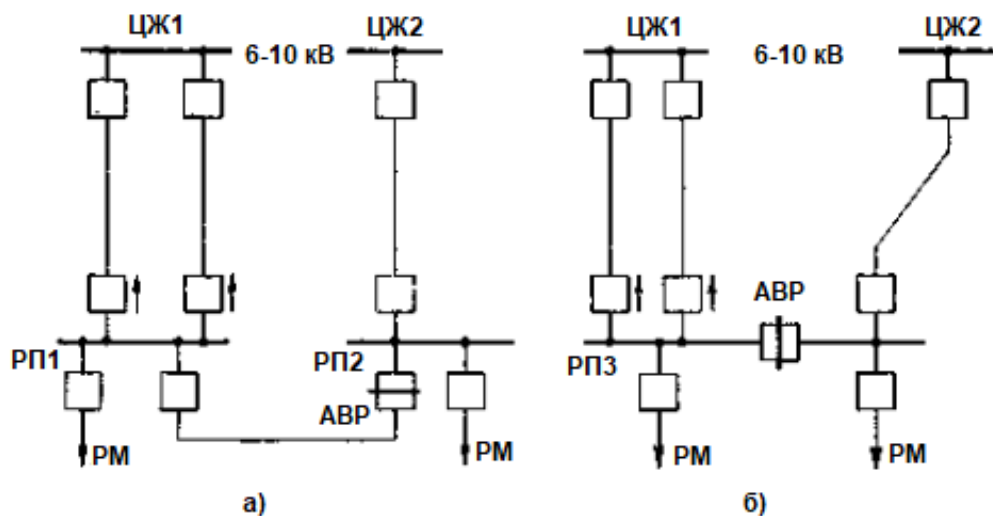 ЦЖ1 6-10 кВ ЦЖ2
ЦЖ1 6-10 кВ ЦЖ2
АВР
РП1 РП2
РП3
АВР
РМ РМ
РМ РМ
а) б)